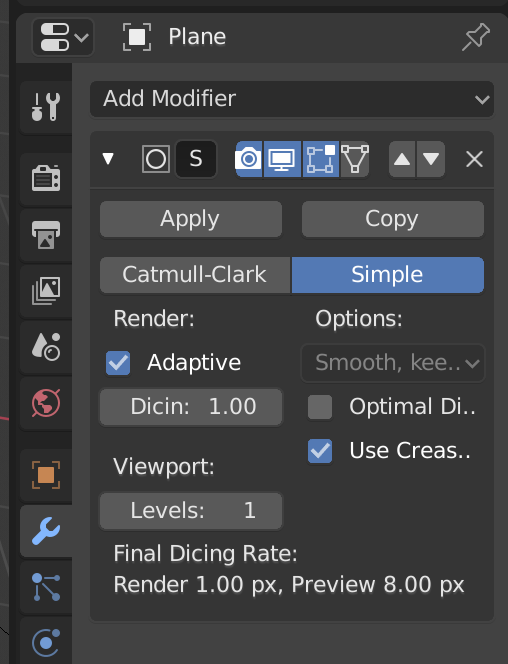 Plane
Add Modifier
S
Apply Copy
Catmull-Clark Simple
Render: Options:
Adaptive Smooth, kee..
Dicin: 1.00 Optimal Di..
Use Creas..
Viewport:
Levels: 1
Final Dicing Rate:
Render 1.00 px, Preview 8.00 px